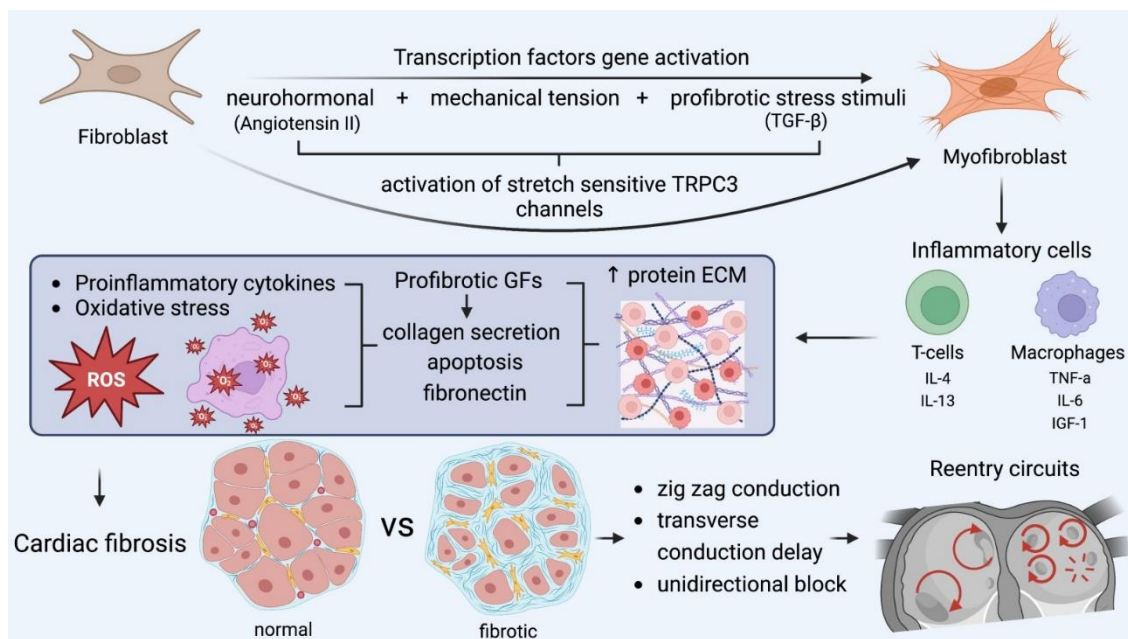 Transcription factors gene activation
neurohormonal + mechanical tension + profibrotic stress stimuli
(Angiotensin II)
(TGF-β)
Fibroblast
Myofibroblast
activation of stretch sensitive TRPC3
channels
Inflammatory cells
T-cells
IL-4
IL-13
Macrophages
TNF-a
IL-6
IGF-1
• Proinflammatory cytokines
• Oxidative stress
ROS
Profibrotic GFs
collagen secretion
apoptosis
fibronectin
↑ protein ECM
Cardiac fibrosis
normal
VS
fibrotic
• zig zag conduction
• transverse
conduction delay
• unidirectional block
Reentry circuits